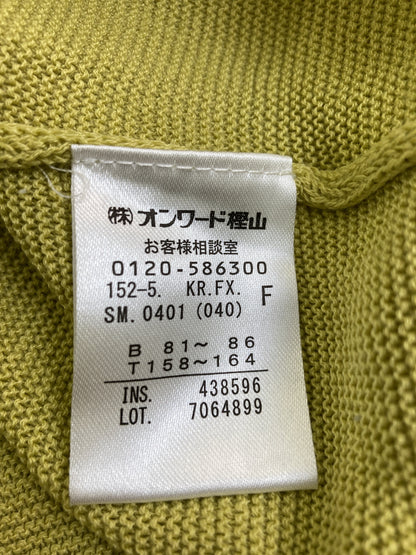 (株)オンワード樫山
お客様相談室
0120-586300
152-5. KR.FX. F
SM. 0401 (040)
B 81～ 86
T 158～164
INS. 438596
LOT. 7064899